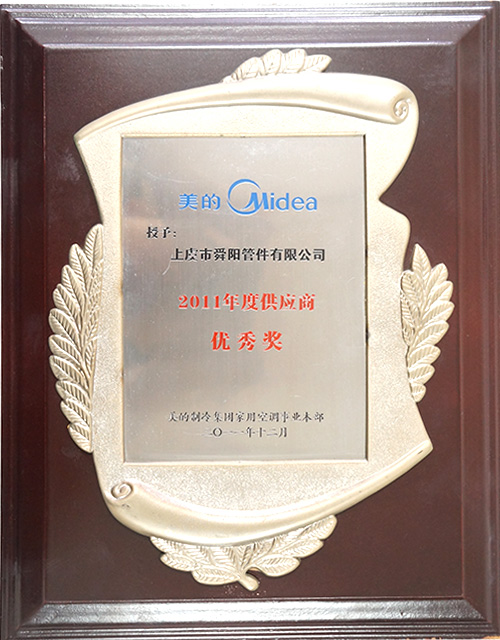 美的 Midea
授予:
上虞市舜阳管件有限公司
2011年度供应商
优秀奖
美的制冷集团家用空调事业本部
二〇一一年十二月